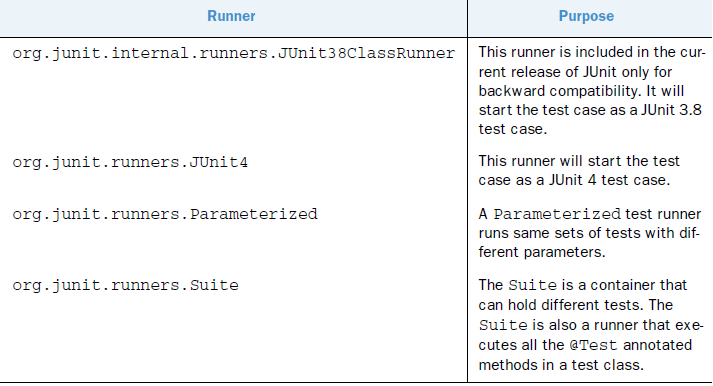 Runner
Purpose
org.junit.internal.runners.JUnit38ClassRunner
This runner is included in the cur-
rent release of JUnit only for
backward compatibility. It will
start the test case as a JUnit 3.8
test case.
org.junit.runners.JUnit4
This runner will start the test
case as a JUnit 4 test case.
org.junit.runners.Parameterized
A Parameterized test runner
runs same sets of tests with dif-
ferent parameters.
org.junit.runners.Suite
The Suite is a container that
can hold different tests. The
Suite is also a runner that exe-
cutes all the @Test annotated
methods in a test class.